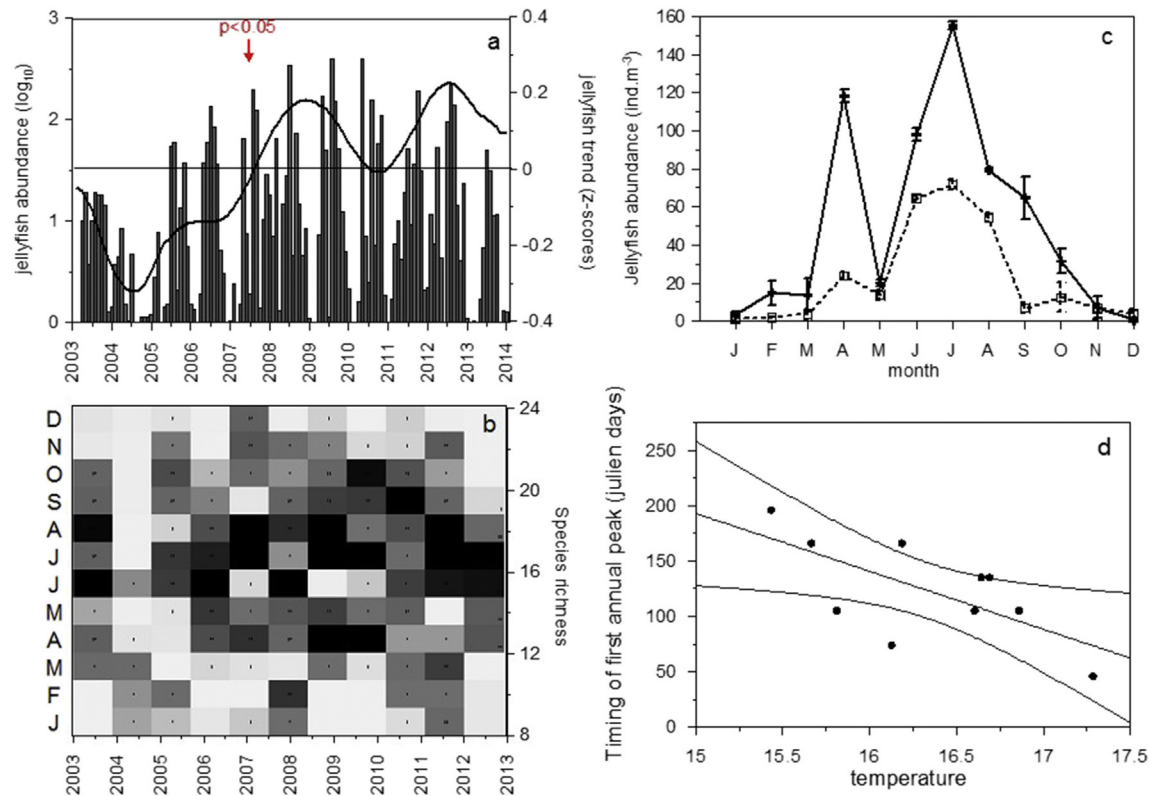 p<0.05
a
3
2
1
0
jellyfish abundance (log10)
0.4
0.2
0
-0.2
-0.4
jellyfish trend (z-scores)
2003 2004 2005 2006 2007 2008 2009 2010 2011 2012 2013 2014
c
160
140
120
100
80
60
40
20
0
Jellyfish abundance (ind.m-3)
J F M A M J J A S O N D
month
b
D
N
O
S
A
J
J
M
A
M
F
J
24
20
16
12
8
Species richness
2003 2004 2005 2006 2007 2008 2009 2010 2011 2012 2013
d
250
200
150
100
50
0
Timing of first annual peak (julien days)
15 15.5 16 16.5 17 17.5
temperature